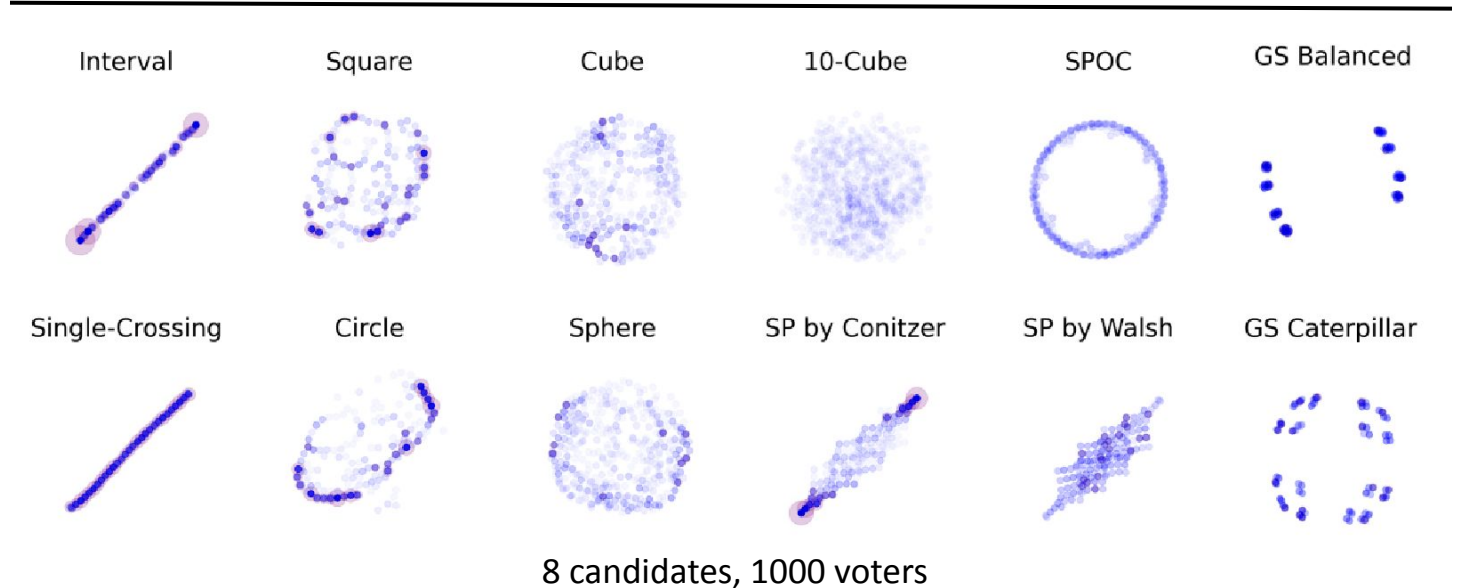 Interval Square Cube 10-Cube SPOC GS Balanced
Single-Crossing Circle Sphere SP by Conitzer SP by Walsh GS Caterpillar
8 candidates, 1000 voters